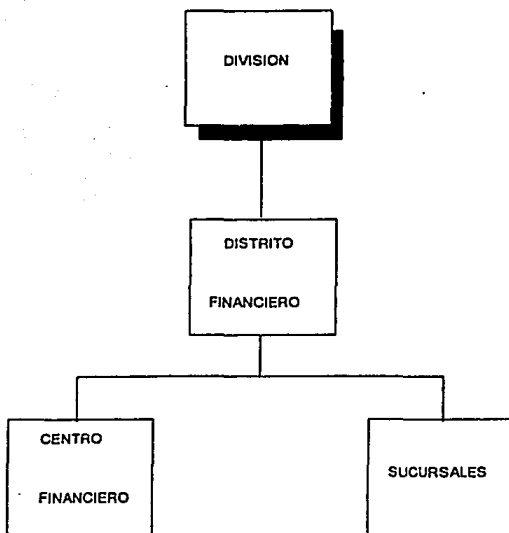 DIVISION
DISTRITO
FINANCIERO
CENTRO
FINANCIERO
SUCURSALES